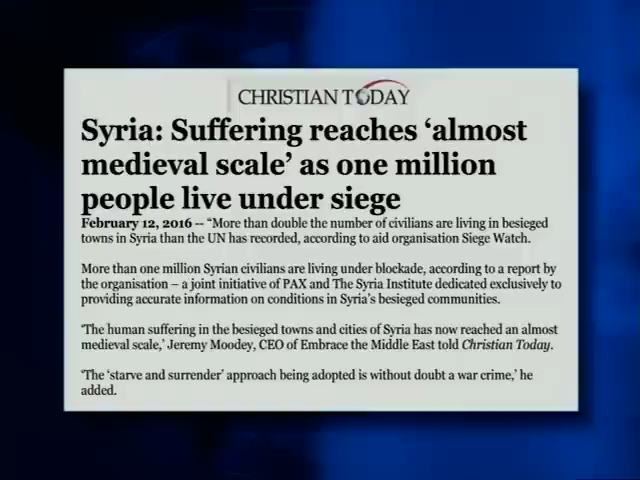 CHRISTIAN TODAY
Syria: Suffering reaches ‘almost
medieval scale’ as one million
people live under siege
February 12, 2016 -- “More than double the number of civilians are living in besieged
towns in Syria than the UN has recorded, according to aid organisation Siege Watch.
More than one million Syrian civilians are living under blockade, according to a report by
the organisation – a joint initiative of PAX and The Syria Institute dedicated exclusively to
providing accurate information on conditions in Syria’s besieged communities.
‘The human suffering in the besieged towns and cities of Syria has now reached an almost
medieval scale,’ Jeremy Moodey, CEO of Embrace the Middle East told Christian Today.
‘The ‘starve and surrender’ approach being adopted is without doubt a war crime,’ he
added.